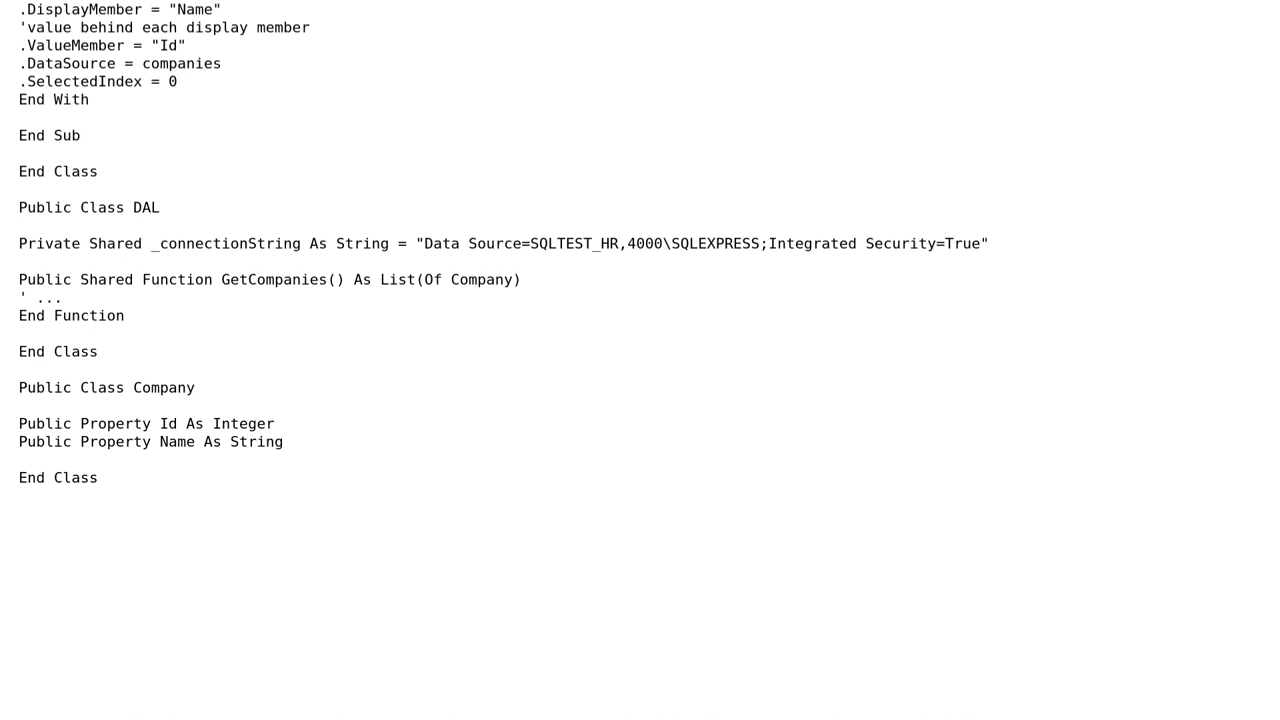 .DisplayMember = "Name"
'value behind each display member
.ValueMember = "Id"
.DataSource = companies
.SelectedIndex = 0
End With
End Sub
End Class
Public Class DAL
Private Shared _connectionString As String = "Data Source=SQLTEST_HR,4000\SQLEXPRESS;Integrated Security=True"
Public Shared Function GetCompanies() As List(Of Company)
' ...
End Function
End Class
Public Class Company
Public Property Id As Integer
Public Property Name As String
End Class